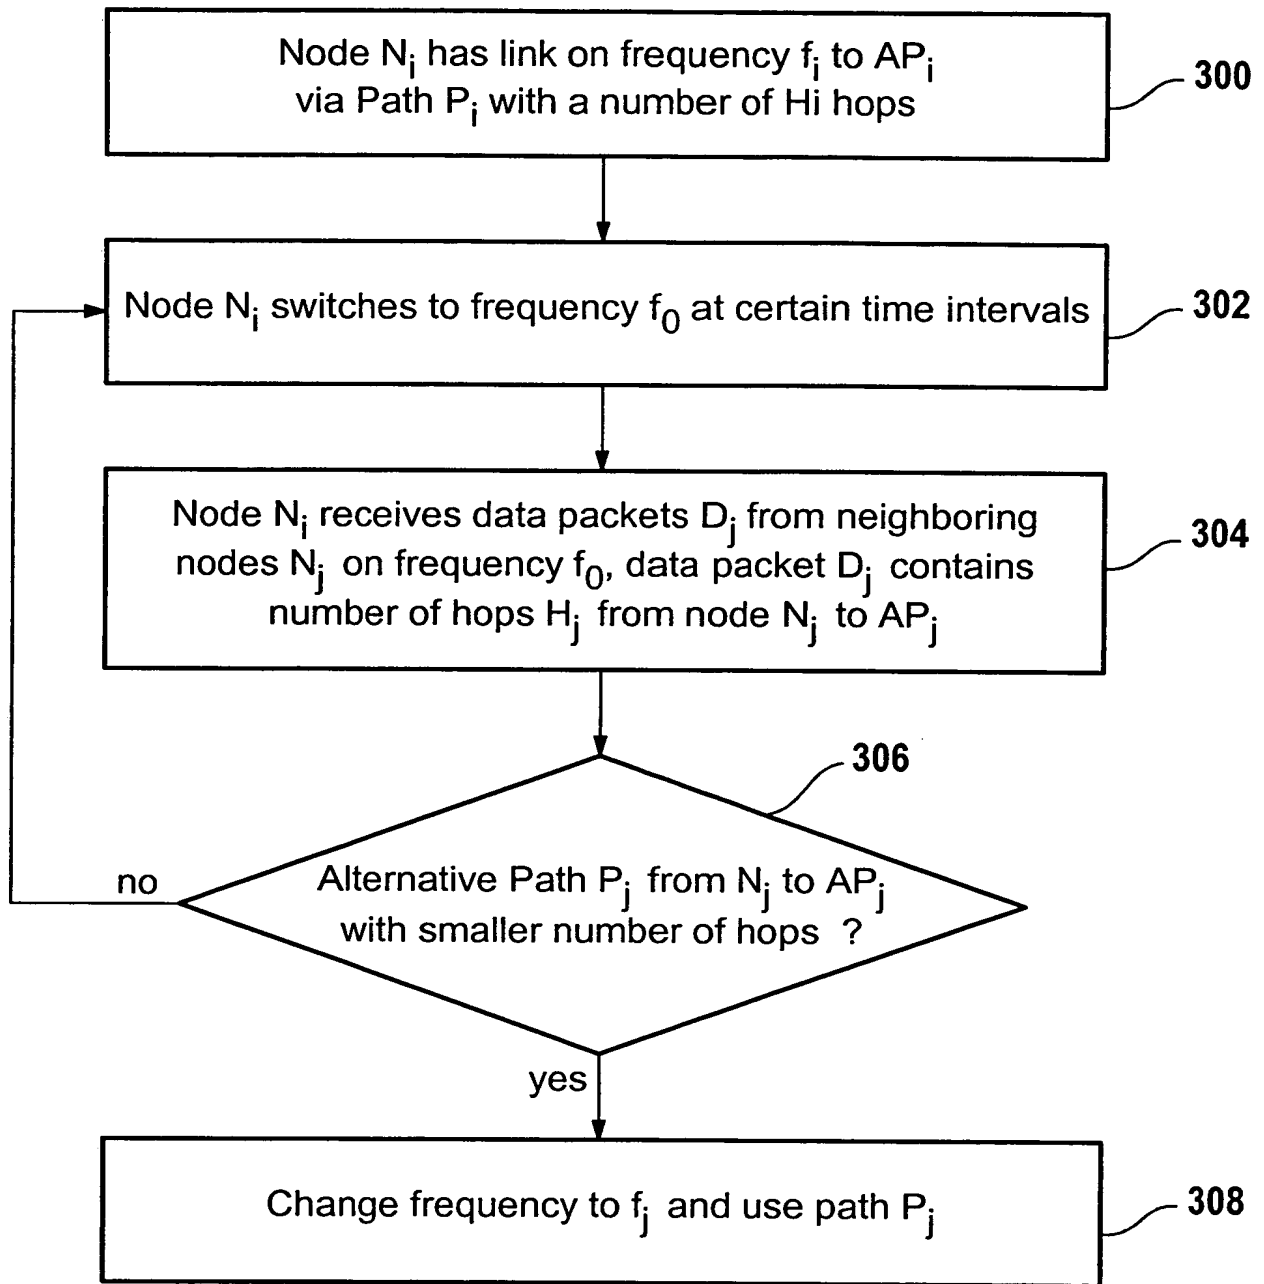 Node Ni has link on frequency fi to APi
via Path Pi with a number of Hi hops
300
Node Ni switches to frequency f0 at certain time intervals
302
Node Ni receives data packets Dj from neighboring
nodes Nj on frequency f0, data packet Dj contains
number of hops Hj from node Nj to APj
304
306
Alternative Path Pj from Nj to APj
with smaller number of hops ?
no
yes
Change frequency to fj and use path Pj
308